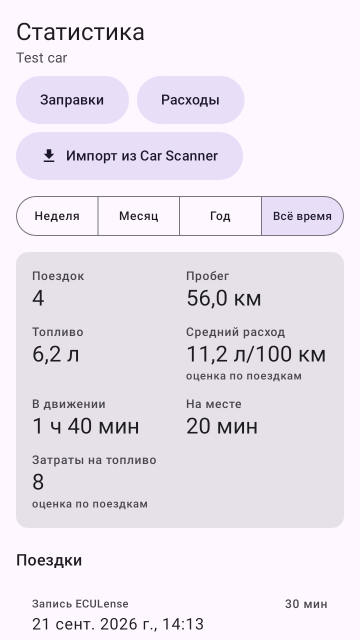 Статистика
Test car
Заправки
Расходы
Импорт из Car Scanner
Неделя
Месяц
Год
Всё время
Поездок
Пробег
4
56,0 км
Топливо
Средний расход
6,2 л
11,2 л/100 км
оценка по поездкам
В движении
На месте
1 ч 40 мин
20 мин
Затраты на топливо
8
оценка по поездкам
Поездки
Запись ECULense
30 мин
21 сент. 2026 г., 14:13